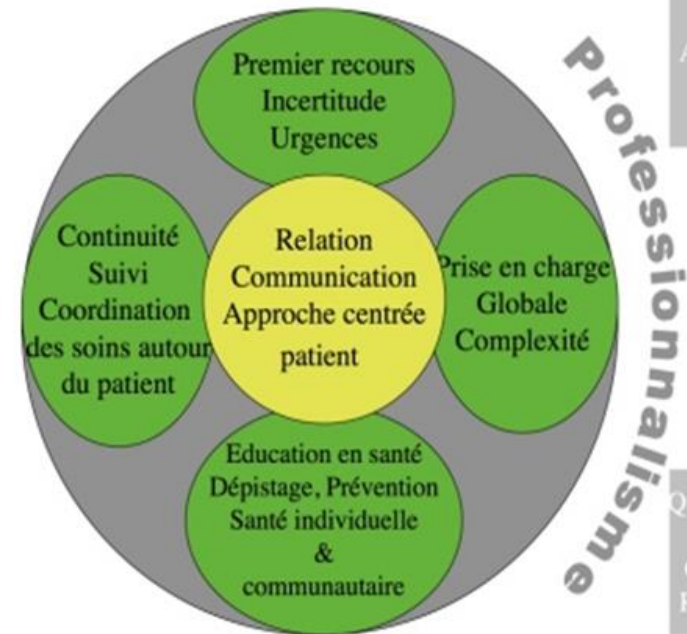 Premier recours
Incertitude
Urgences
Continuité
Suivi
Coordination
des soins autour
du patient
Relation
Communication
Approche centrée
patient
Prise en charge
Globale
Complexité
Education en santé
Dépistage, Prévention
Santé individuelle
&
communautaire
Professionnalisme